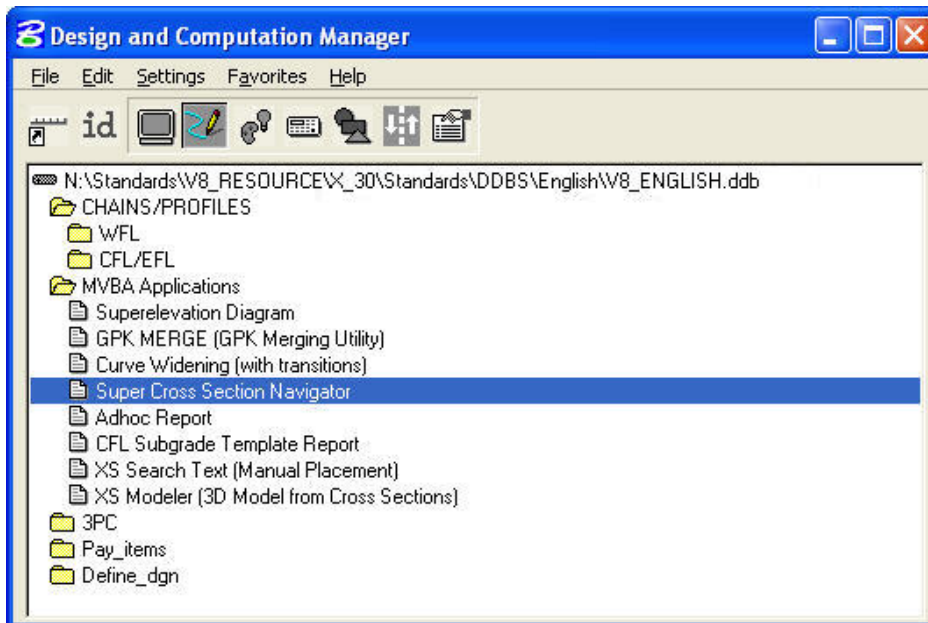 Design and Computation Manager
File Edit Settings Favorites Help
id
N:\Standards\V8_RESOURCE\X_30\Standards\DDBS\English\V8_ENGLISH.ddb
CHAINS/PROFILES
WFL
CFL/EFL
MVBA Applications
Superelevation Diagram
GPK MERGE (GPK Merging Utility)
Curve Widening (with transitions)
Super Cross Section Navigator
Adhoc Report
CFL Subgrade Template Report
XS Search Text (Manual Placement)
XS Modeler (3D Model from Cross Sections)
3PC
Pay_items
Define_dgn